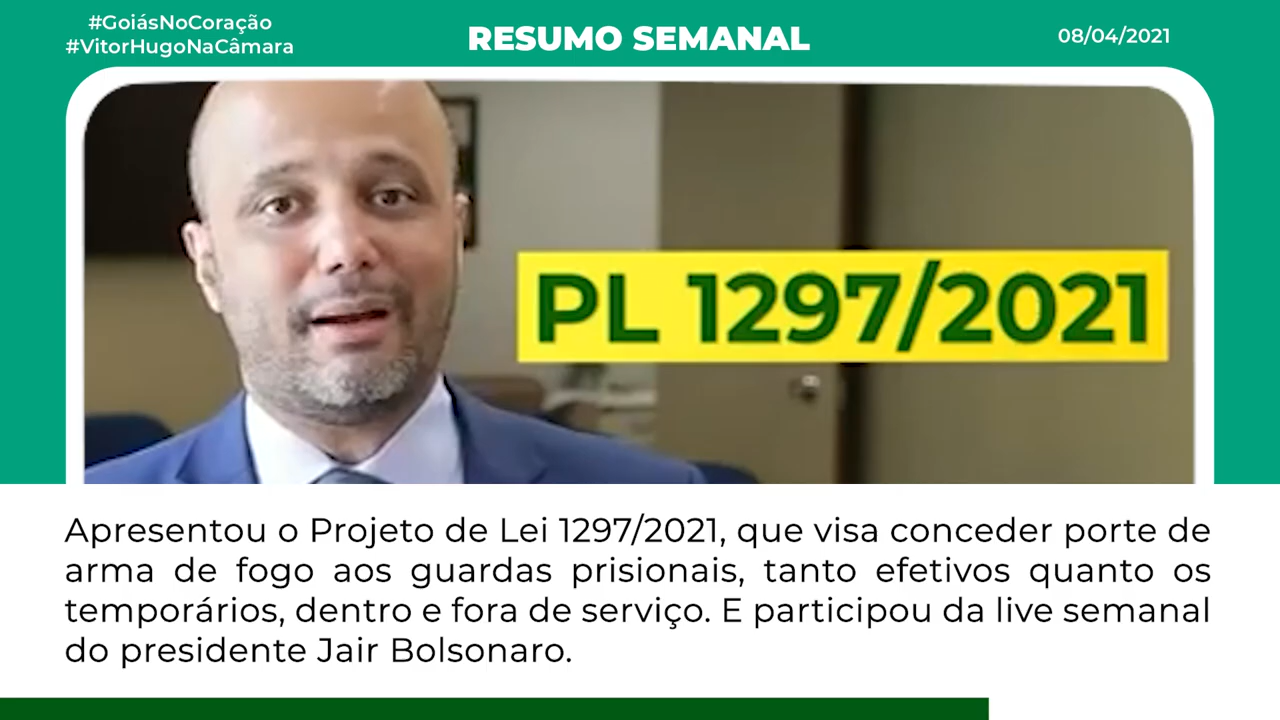 #GoiásNoCoração
#VitorHugoNaCâmara
RESUMO SEMANAL
08/04/2021
PL 1297/2021
Apresentou o Projeto de Lei 1297/2021, que visa conceder porte de
arma de fogo aos guardas prisionais, tanto efetivos quanto os
temporários, dentro e fora de serviço. E participou da live semanal
do presidente Jair Bolsonaro.